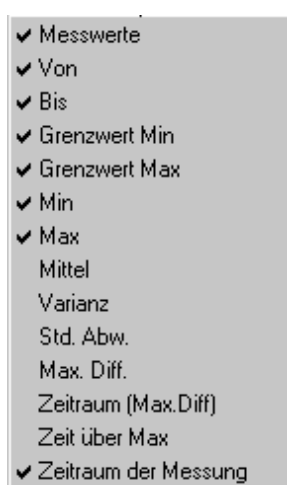 Messwerte
Von
Bis
Grenzwert Min
Grenzwert Max
Min
Max
Mittel
Varianz
Std. Abw.
Max. Diff.
Zeitraum (Max.Diff)
Zeit über Max
Zeitraum der Messung